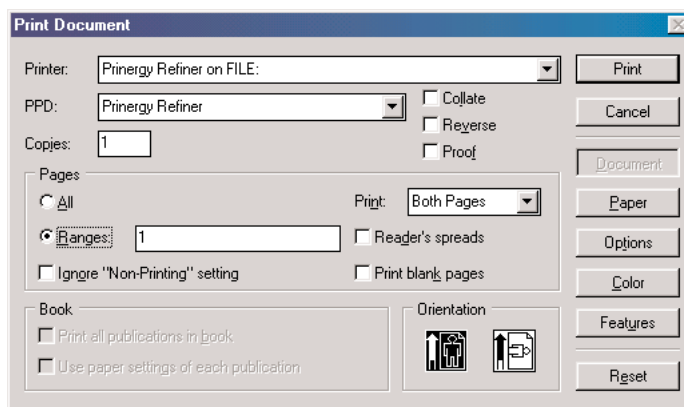 Print Document
Printer: Prinergy Refiner on FILE: Print
PPD: Prinergy Refiner Collate Cancel
Reverse
Copies: 1 Proof
Document
Pages
All Print: Both Pages Paper
Ranges: 1 Reader's spreads Options
Ignore "Non-Printing" setting Print blank pages Color
Book Orientation
Print all publications in book Features
Use paper settings of each publication
Reset